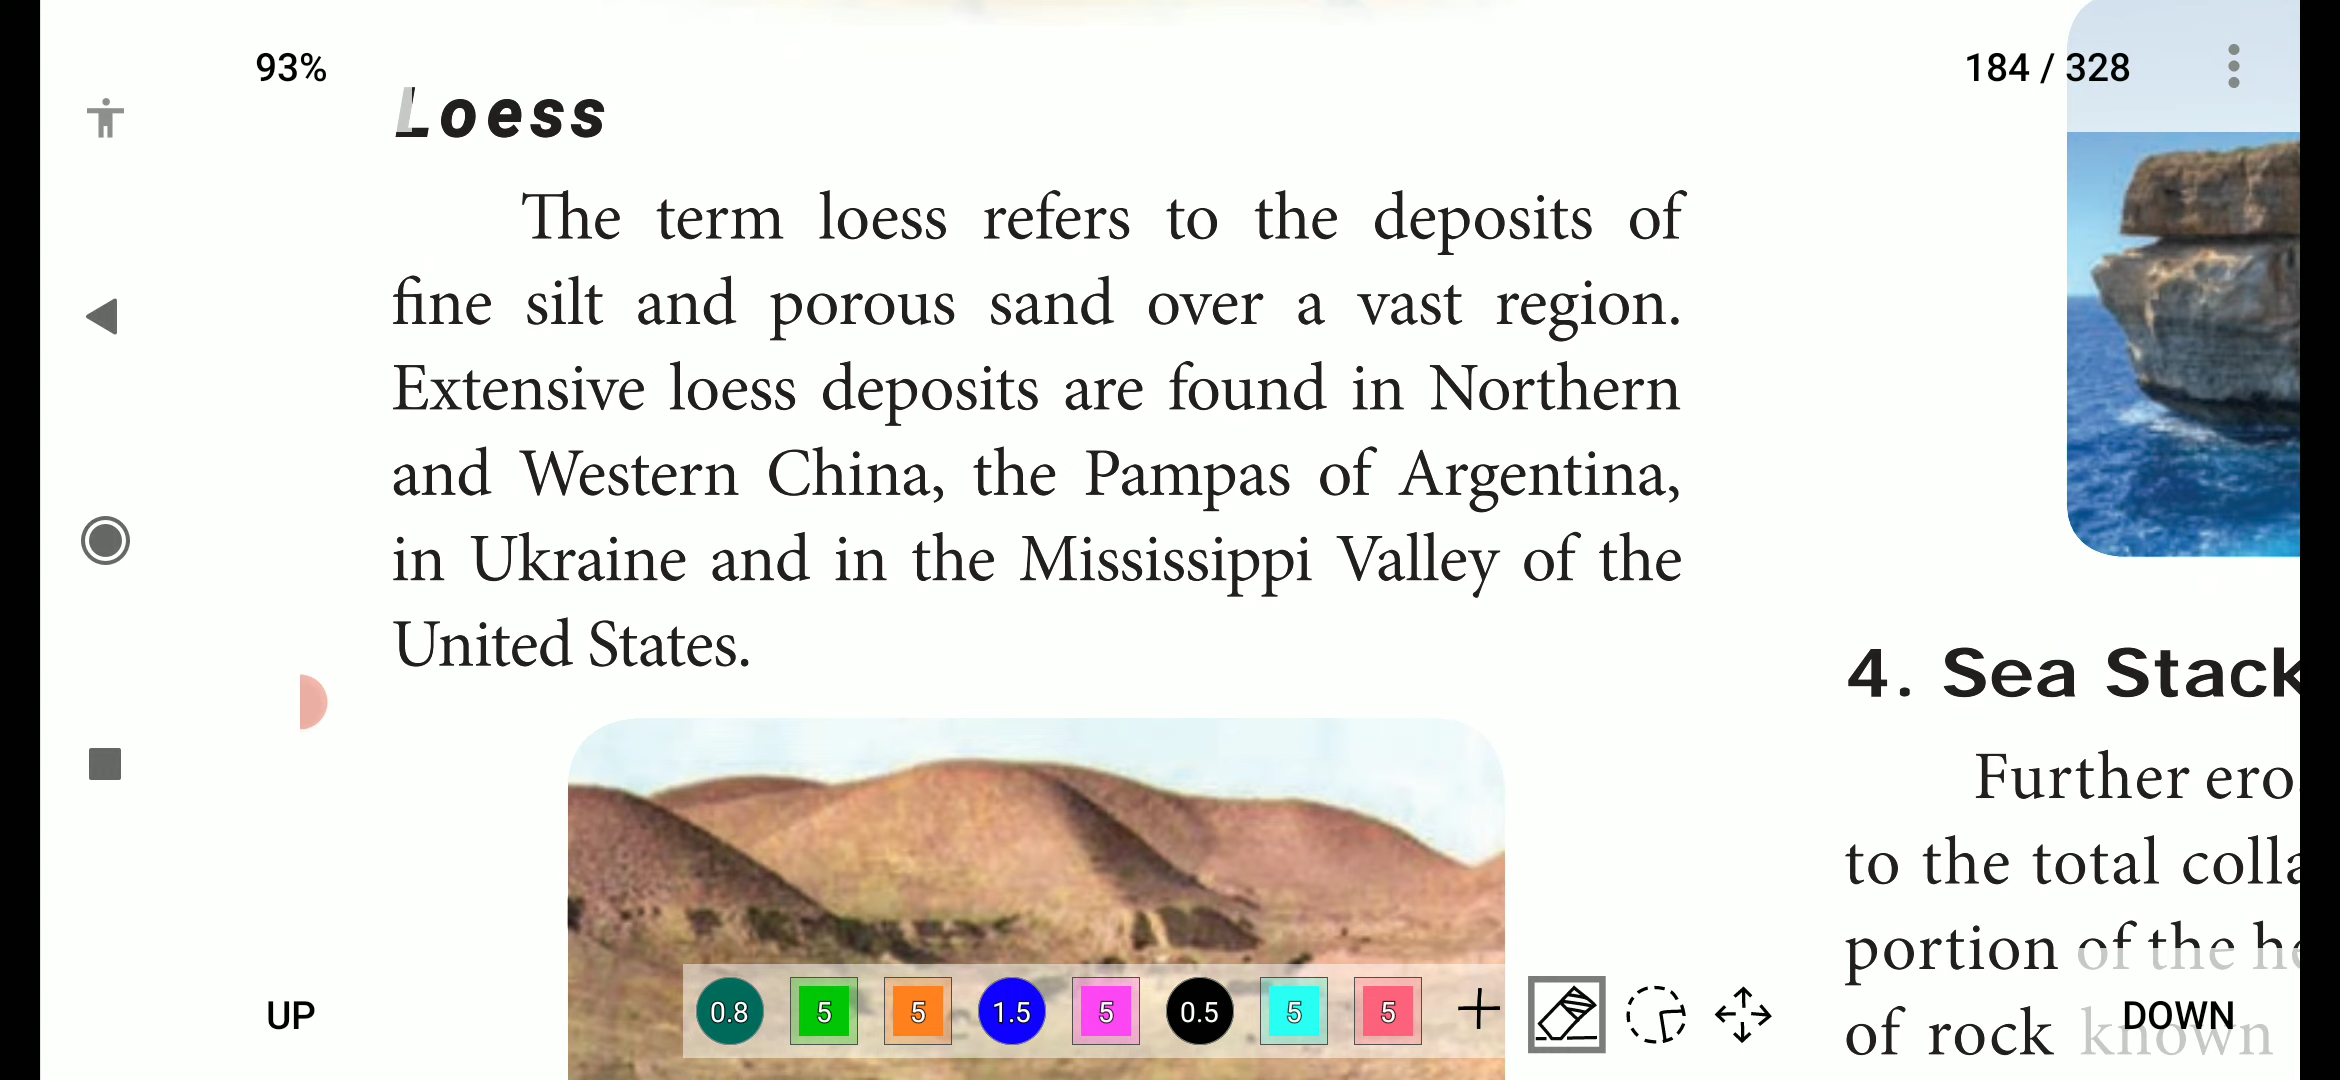 93%
184 / 328
Loess
The term loess refers to the deposits of
fine silt and porous sand over a vast region.
Extensive loess deposits are found in Northern
and Western China, the Pampas of Argentina,
in Ukraine and in the Mississippi Valley of the
United States.
4. Sea Stack
Further ero
to the total colla
portion of the
of rock known
UP
0.8 5 5 1.5 5 0.5 5 5
DOWN